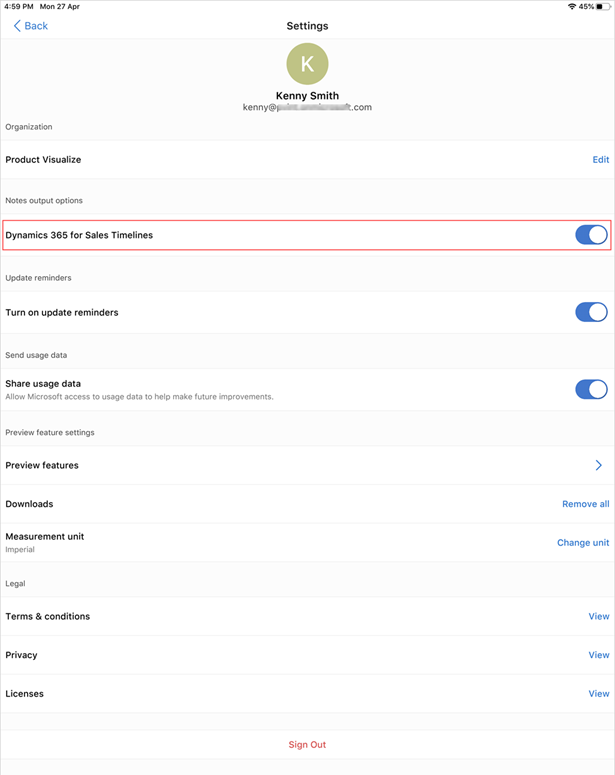 4:59 PM Mon 27 Apr 45%
Back Settings
K
Kenny Smith
kenny@ .com
Organization
Product Visualize Edit
Notes output options
Dynamics 365 for Sales Timelines
Update reminders
Turn on update reminders
Send usage data
Share usage data
Allow Microsoft access to usage data to help make future improvements.
Preview feature settings
Preview features
Downloads Remove all
Measurement unit
Imperial Change unit
Legal
Terms & conditions View
Privacy View
Licenses View
Sign Out